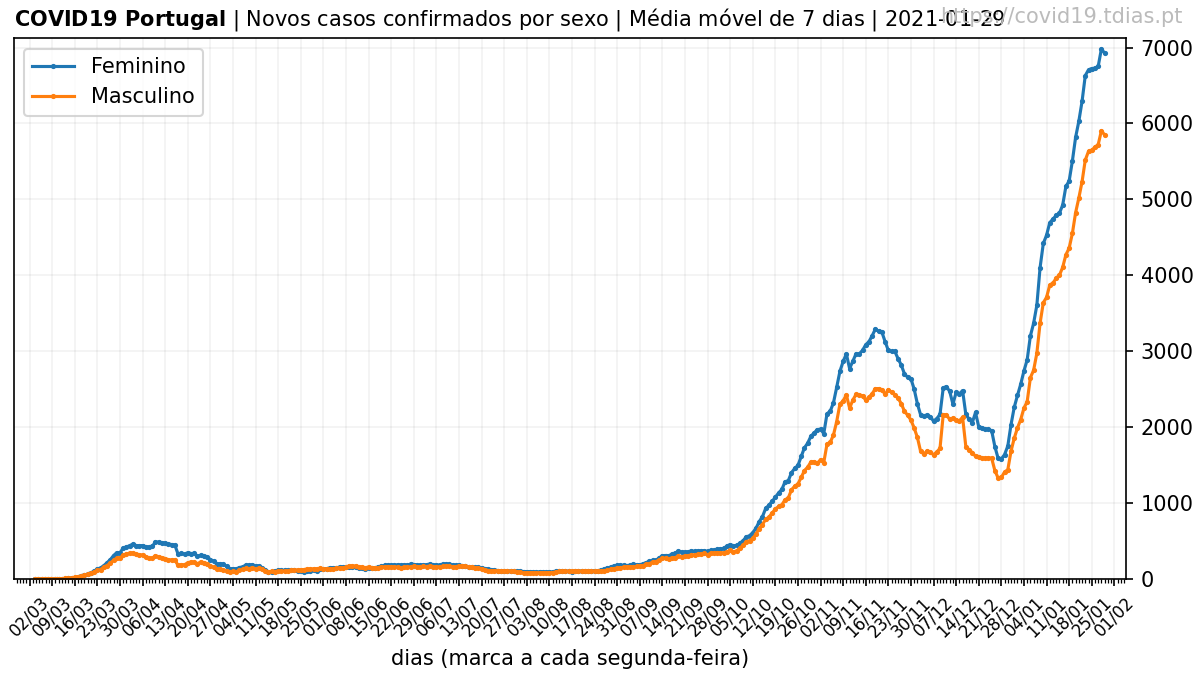 COVID19 Portugal | Novos casos confirmados por sexo | Média móvel de 7 dias | 2021-01-29
https://covid19.tdias.pt
Feminino
Masculino
7000
6000
5000
4000
3000
2000
1000
0
02/03 09/03 16/03 23/03 30/03 06/04 13/04 20/04 27/04 04/05 11/05 18/05 25/05 01/06 08/06 15/06 22/06 29/06 06/07 13/07 20/07 27/07 03/08 10/08 17/08 24/08 31/08 07/09 14/09 21/09 28/09 05/10 12/10 19/10 26/10 02/11 09/11 16/11 23/11 30/11 07/12 14/12 21/12 28/12 04/01 11/01 18/01 25/01 01/02
dias (marca a cada segunda-feira)